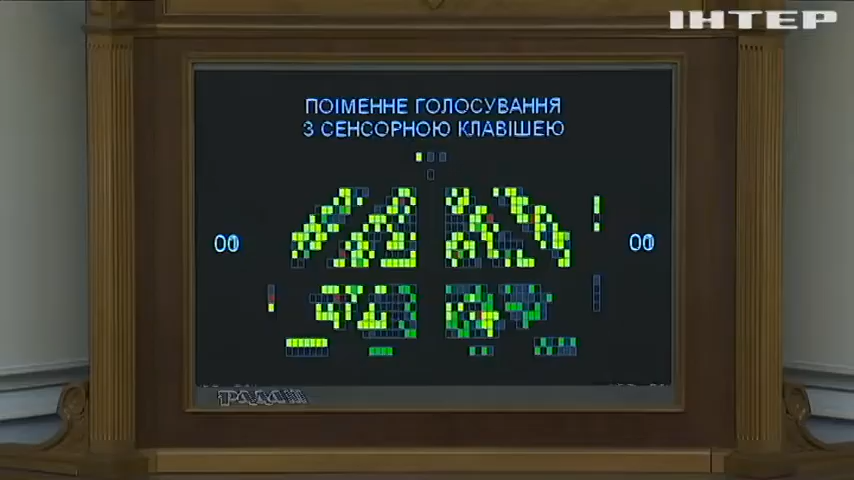 ІНТЕР
ПОІМЕННЕ ГОЛОСУВАННЯ
З СЕНСОРНОЮ КЛАВІШЕЮ
00 00
РАДА